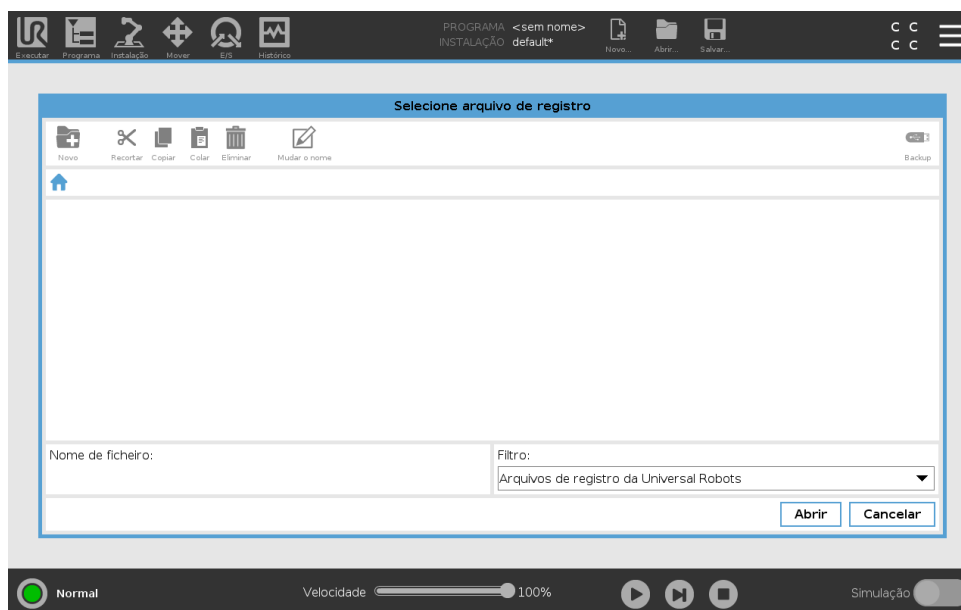 PROGRAMA <sem nome>
INSTALAÇÃO default*
C C
C C
Executar Programa Instalação Mover E/S Histórico Novo... Abrir... Salvar...
Selecione arquivo de registro
Novo Recortar Copiar Colar Eliminar Mudar o nome Backup
Nome de ficheiro: Filtro:
Arquivos de registro da Universal Robots
Abrir Cancelar
Normal Velocidade 100% Simulação